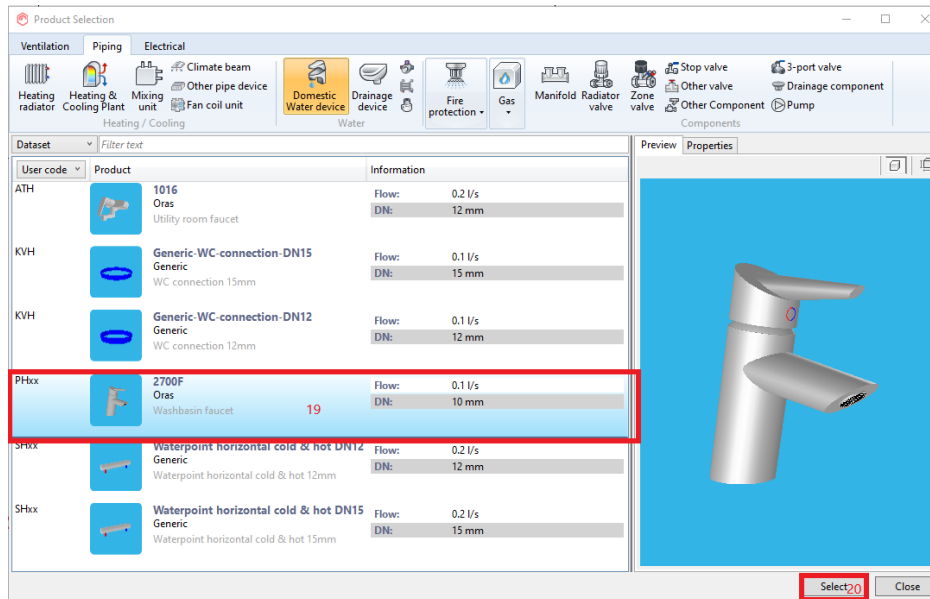 Product Selection
Ventilation Piping Electrical
Heating radiator
Heating & Cooling Plant
Mixing unit
Climate beam
Other pipe device
Fan coil unit
Heating / Cooling
Domestic Water device
Drainage device
Water
Fire protection
Gas
Manifold
Radiator valve
Zone valve
Stop valve
Other valve
Other Component
3-port valve
Drainage component
Pump
Components
Dataset Filter text
Preview Properties
User code Product Information
ATH 1016 Flow: 0.2 l/s
Oras DN: 12 mm
Utility room faucet
KVH Generic-WC-connection-DN15 Flow: 0.1 l/s
Generic DN: 15 mm
WC connection 15mm
KVH Generic-WC-connection-DN12 Flow: 0.1 l/s
Generic DN: 12 mm
WC connection 12mm
PHxx 2700F Flow: 0.1 l/s
Oras DN: 10 mm
Washbasin faucet 19
SHxx Waterpoint horizontal cold & hot DN12 Flow: 0.2 l/s
Generic DN: 12 mm
Waterpoint horizontal cold & hot 12mm
SHxx Waterpoint horizontal cold & hot DN15 Flow: 0.2 l/s
Generic DN: 15 mm
Waterpoint horizontal cold & hot 15mm
Select 20 Close